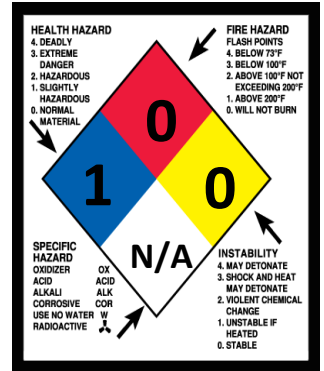 HEALTH HAZARD
4. DEADLY
3. EXTREME
DANGER
2. HAZARDOUS
1. SLIGHTLY
HAZARDOUS
0. NORMAL
MATERIAL
FIRE HAZARD
FLASH POINTS
4. BELOW 73°F
3. BELOW 100°F
2. ABOVE 100°F NOT
EXCEEDING 200°F
1. ABOVE 200°F
0. WILL NOT BURN
0
1
0
N/A
SPECIFIC
HAZARD
OXIDIZER OX
ACID ACID
ALKALI ALK
CORROSIVE COR
USE NO WATER W
RADIOACTIVE
INSTABILITY
4. MAY DETONATE
3. SHOCK AND HEAT
MAY DETONATE
2. VIOLENT CHEMICAL
CHANGE
1. UNSTABLE IF
HEATED
0. STABLE